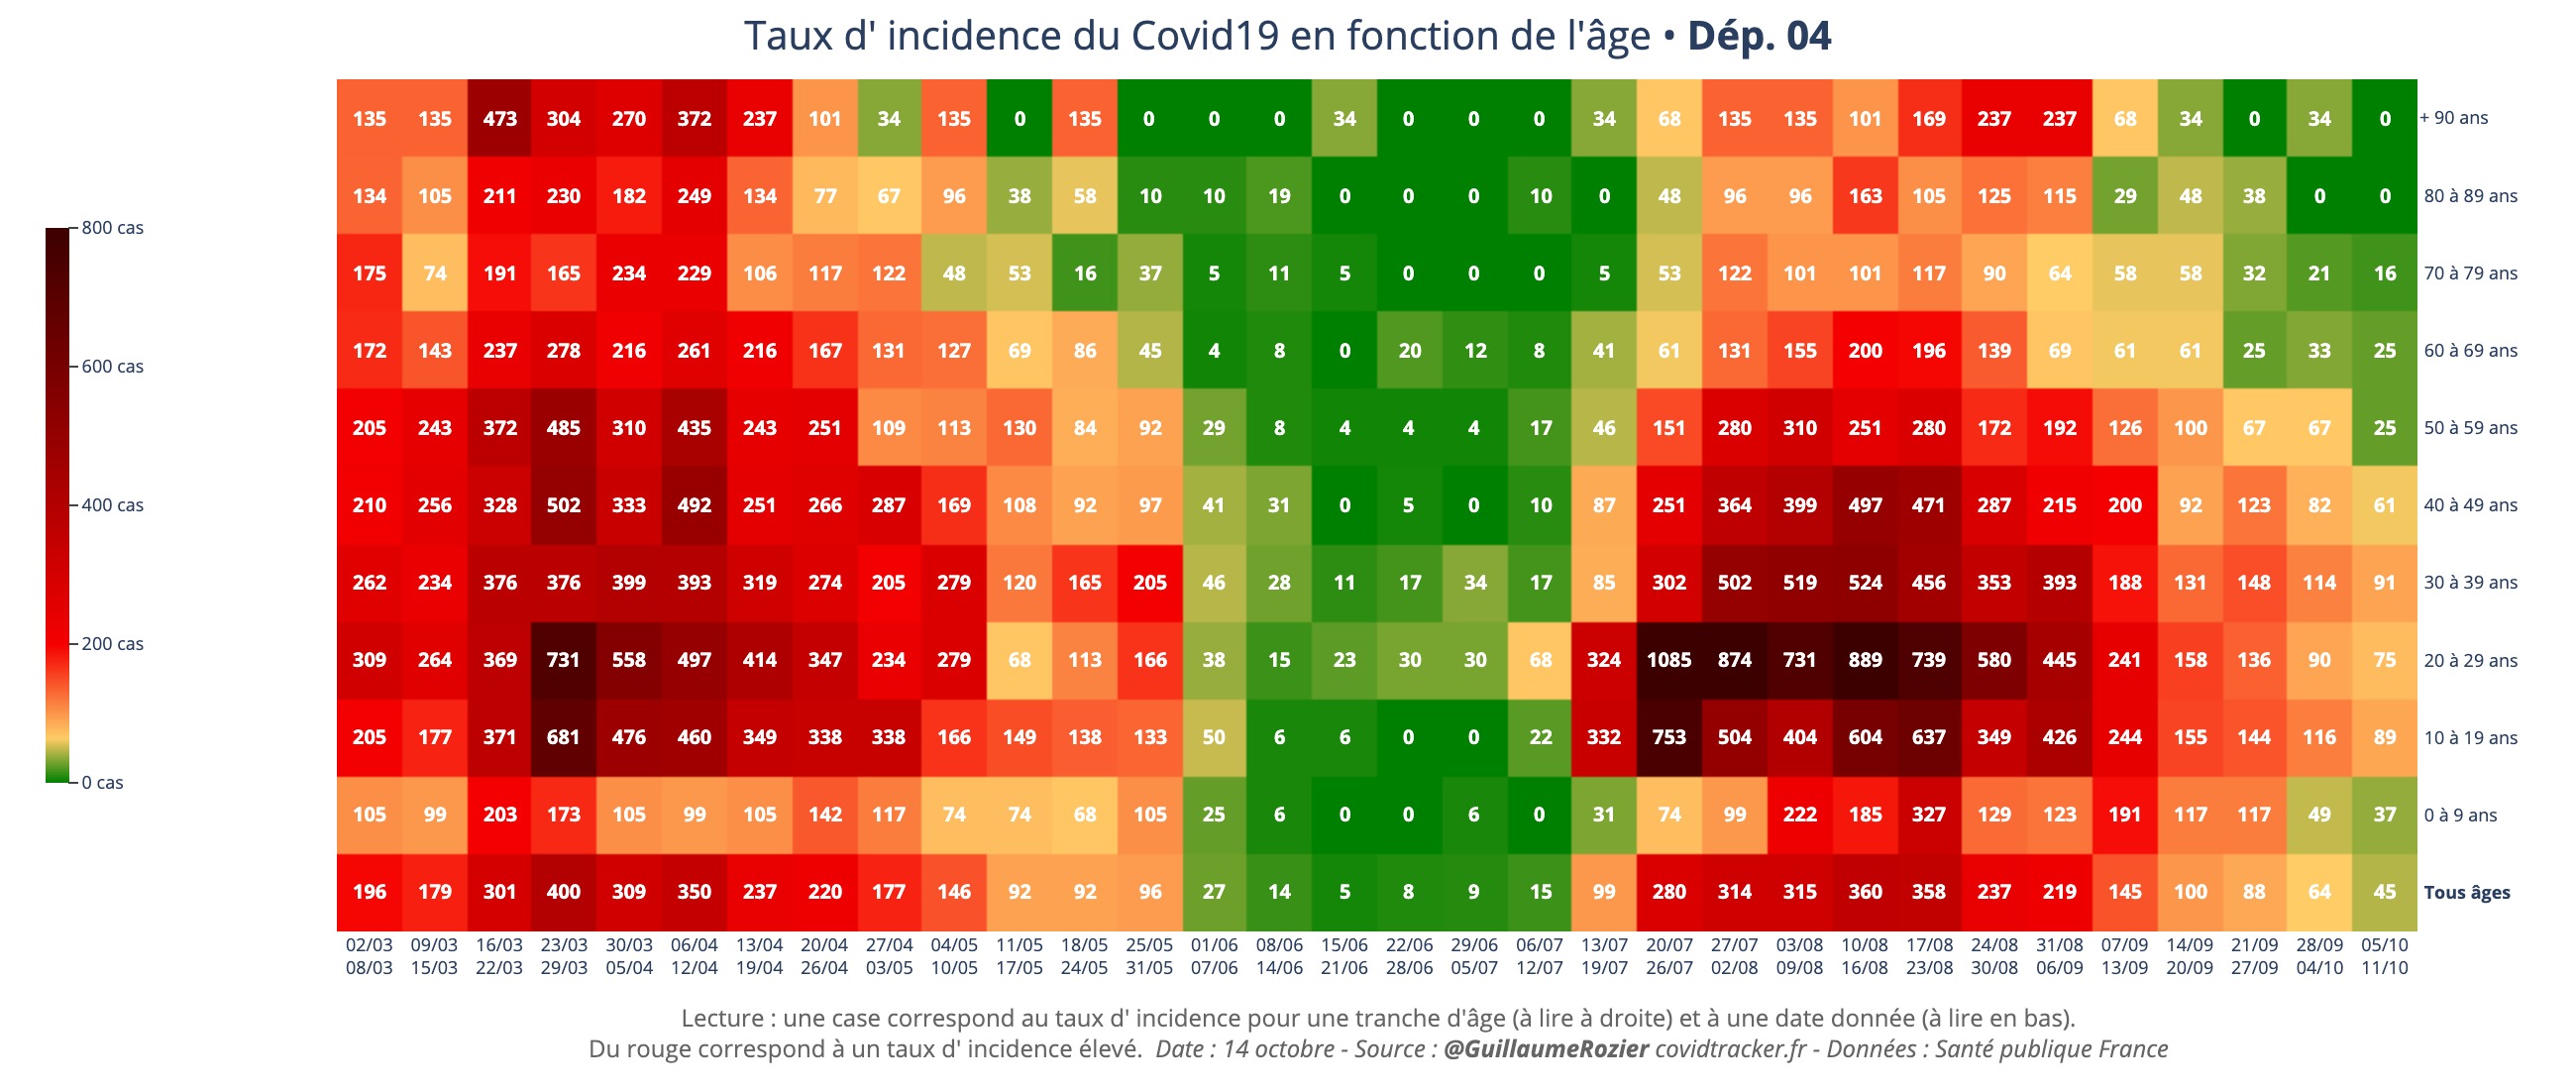 Taux d' incidence du Covid19 en fonction de l'âge • Dép. 04
800 cas
600 cas
400 cas
200 cas
0 cas
135 135 473 304 270 372 237 101 34 135 0 135 0 0 0 34 0 0 0 34 68 135 135 101 169 237 237 68 34 0 34 0 + 90 ans
134 105 211 230 182 249 134 77 67 96 38 58 10 10 19 0 0 0 10 0 48 96 96 163 105 125 115 29 48 38 0 0 80 à 89 ans
175 74 191 165 234 229 106 117 122 48 53 16 37 5 11 5 0 0 0 5 53 122 101 101 117 90 64 58 58 32 21 16 70 à 79 ans
172 143 237 278 216 261 216 167 131 127 69 86 45 4 8 0 20 12 8 41 61 131 155 200 196 139 69 61 61 25 33 25 60 à 69 ans
205 243 372 485 310 435 243 251 109 113 130 84 92 29 8 4 4 4 17 46 151 280 310 251 280 172 192 126 100 67 67 25 50 à 59 ans
210 256 328 502 333 492 251 266 287 169 108 92 97 41 31 0 5 0 10 87 251 364 399 497 471 287 215 200 92 123 82 61 40 à 49 ans
262 234 376 376 399 393 319 274 205 279 120 165 205 46 28 11 17 34 17 85 302 502 519 524 456 353 393 188 131 148 114 91 30 à 39 ans
309 264 369 731 558 497 414 347 234 279 68 113 166 38 15 23 30 30 68 324 1085 874 731 889 739 580 445 241 158 136 90 75 20 à 29 ans
205 177 371 681 476 460 349 338 338 166 149 138 133 50 6 6 0 0 22 332 753 504 404 604 637 349 426 244 155 144 116 89 10 à 19 ans
105 99 203 173 105 99 105 142 117 74 74 68 105 25 6 0 0 6 0 31 74 99 222 185 327 129 123 191 117 117 49 37 0 à 9 ans
196 179 301 400 309 350 237 220 177 146 92 92 96 27 14 5 8 9 15 99 280 314 315 360 358 237 219 145 100 88 64 45 Tous âges
02/03 09/03 16/03 23/03 30/03 06/04 13/04 20/04 27/04 04/05 11/05 18/05 25/05 01/06 08/06 15/06 22/06 29/06 06/07 13/07 20/07 27/07 03/08 10/08 17/08 24/08 31/08 07/09 14/09 21/09 28/09 05/10
08/03 15/03 22/03 29/03 05/04 12/04 19/04 26/04 03/05 10/05 17/05 24/05 31/05 07/06 14/06 21/06 28/06 05/07 12/07 19/07 26/07 02/08 09/08 16/08 23/08 30/08 06/09 13/09 20/09 27/09 04/10 11/10
Lecture : une case correspond au taux d' incidence pour une tranche d'âge (à lire à droite) et à une date donnée (à lire en bas).
Du rouge correspond à un taux d' incidence élevé. Date : 14 octobre - Source : @GuillaumeRozier covidtracker.fr - Données : Santé publique France